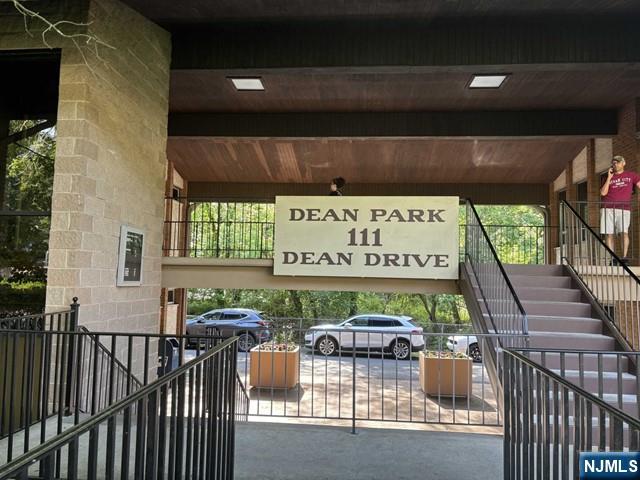 DEAN PARK
111
DEAN DRIVE
NJMLS